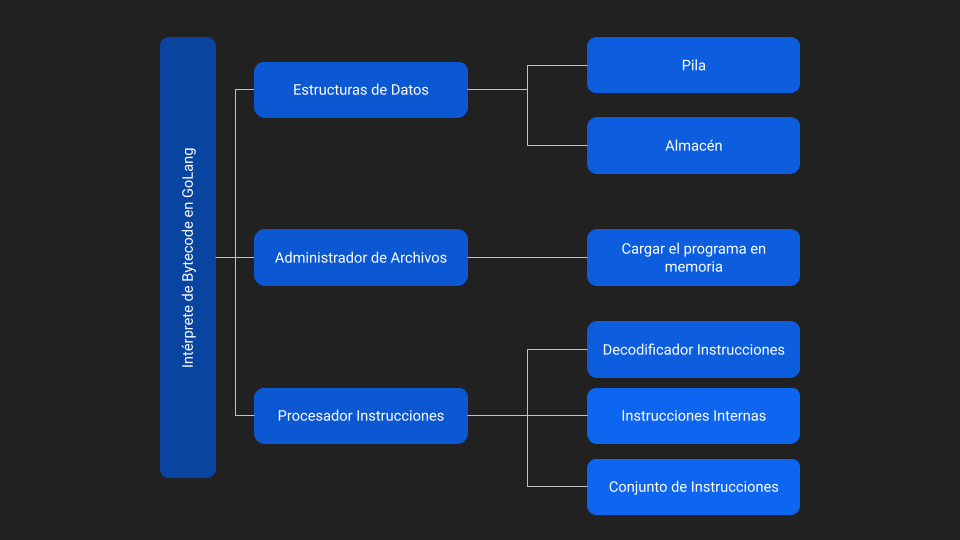 Intérprete de Bytecode en GoLang
Estructuras de Datos
Pila
Almacén
Administrador de Archivos
Cargar el programa en
memoria
Procesador Instrucciones
Decodificador Instrucciones
Instrucciones Internas
Conjunto de Instrucciones